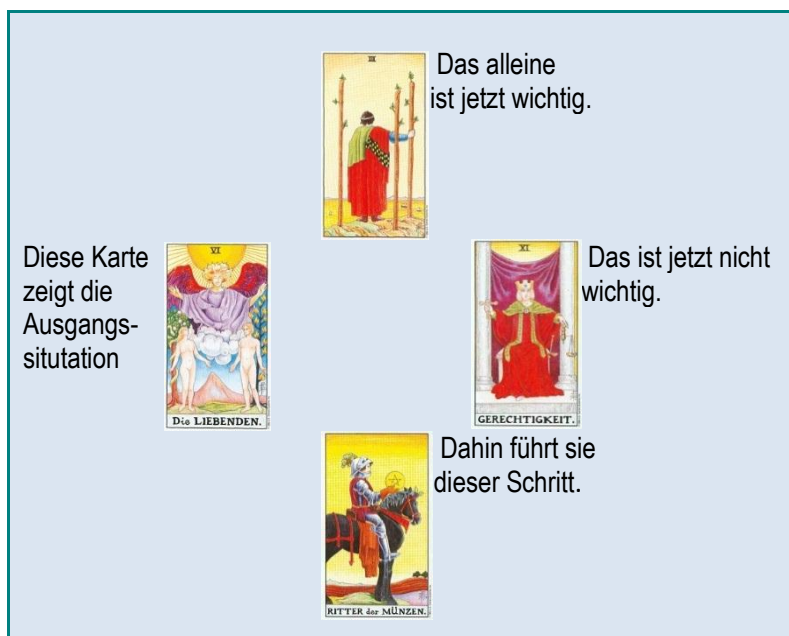 III
Das alleine
ist jetzt wichtig.
Diese Karte
zeigt die
Ausgangs-
situtation
VI
Die LIEBENDEN.
XI
GERECHTIGKEIT.
Das ist jetzt nicht
wichtig.
Dahin führt sie
dieser Schritt.
RITTER der MÜNZEN.